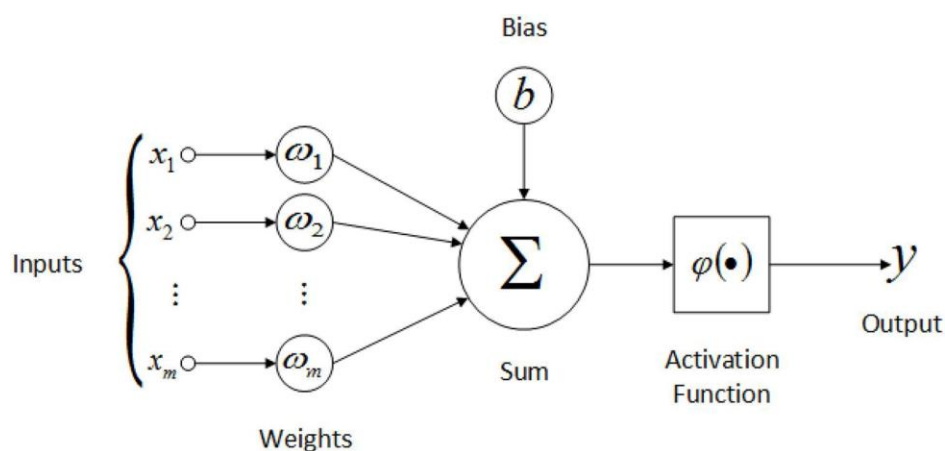 Bias
b
x₁ ω₁
x₂ ω₂
Inputs
⋮ ⋮
Σ
φ(•)
y
Output
xₘ ωₘ
Sum
Activation
Function
Weights